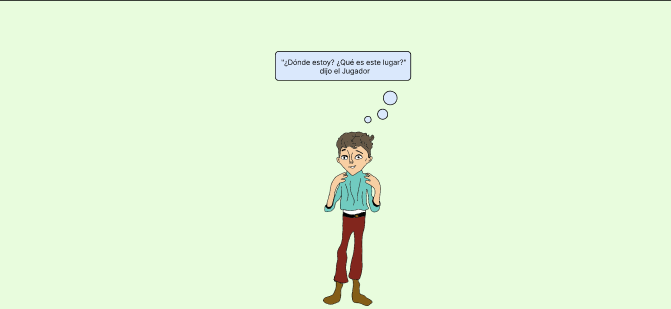 "¿Dónde estoy? ¿Qué es este lugar?"
dijo el Jugador